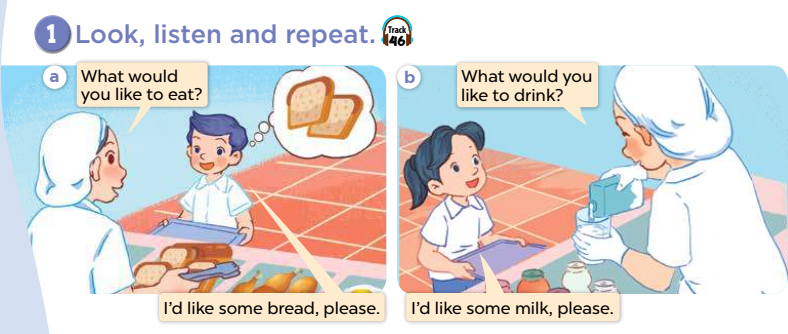 1 Look, listen and repeat. Track 46
a What would
you like to eat?
I'd like some bread, please.
b What would you
like to drink?
I'd like some milk, please.